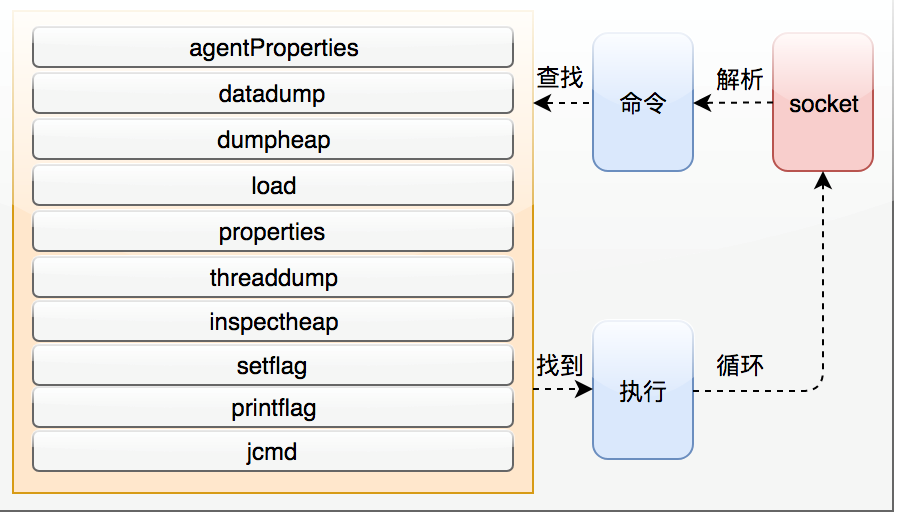 agentProperties
datadump
dumpheap
load
properties
threaddump
inspectheap
setflag
printflag
jcmd
查找
命令
解析
socket
找到
执行
循环